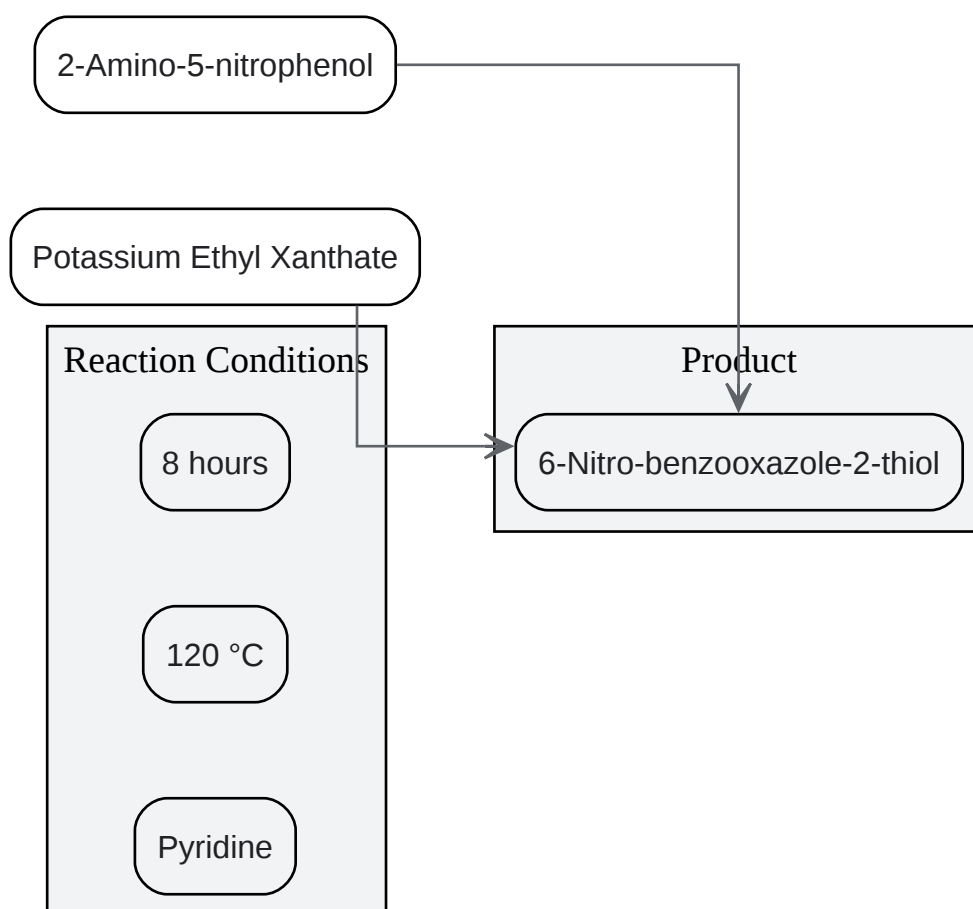 2-Amino-5-nitrophenol
Potassium Ethyl Xanthate
Reaction Conditions
8 hours
120 °C
Pyridine
Product
6-Nitro-benzooxazole-2-thiol